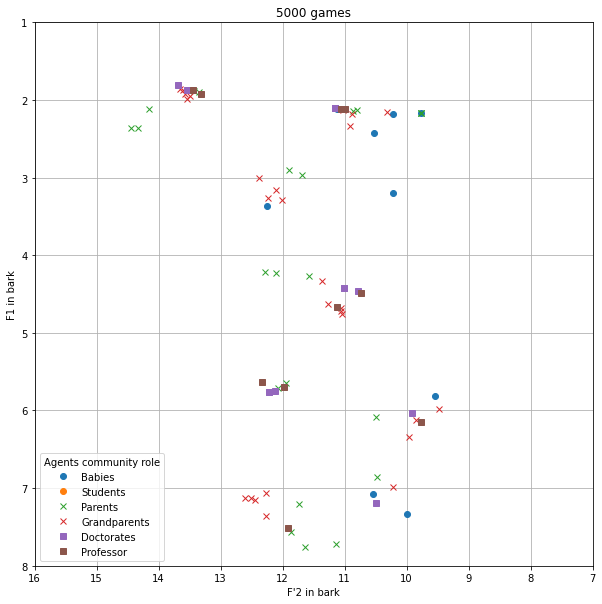 5000 games
1
2
3
4
5
6
7
8
F1 in bark
Agents community role
Babies
Students
Parents
Grandparents
Doctorates
Professor
16 15 14 13 12 11 10 9 8 7
F'2 in bark